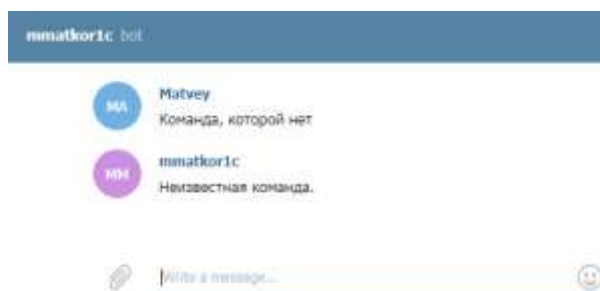 mmatkor1c bot
MA
Matvey
Команда, которой нет
MM
mmatkor1c
Неизвестная команда.
Write a message...